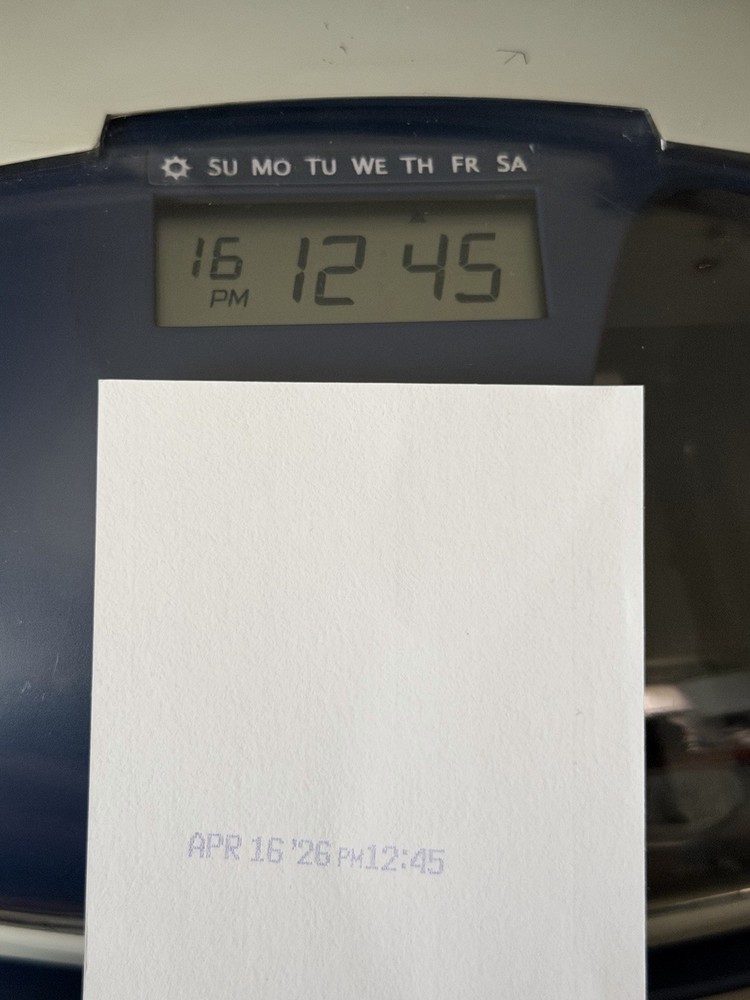 SU MO TU WE TH FR SA
16 PM 12 45
APR 16 '26 PM12:45